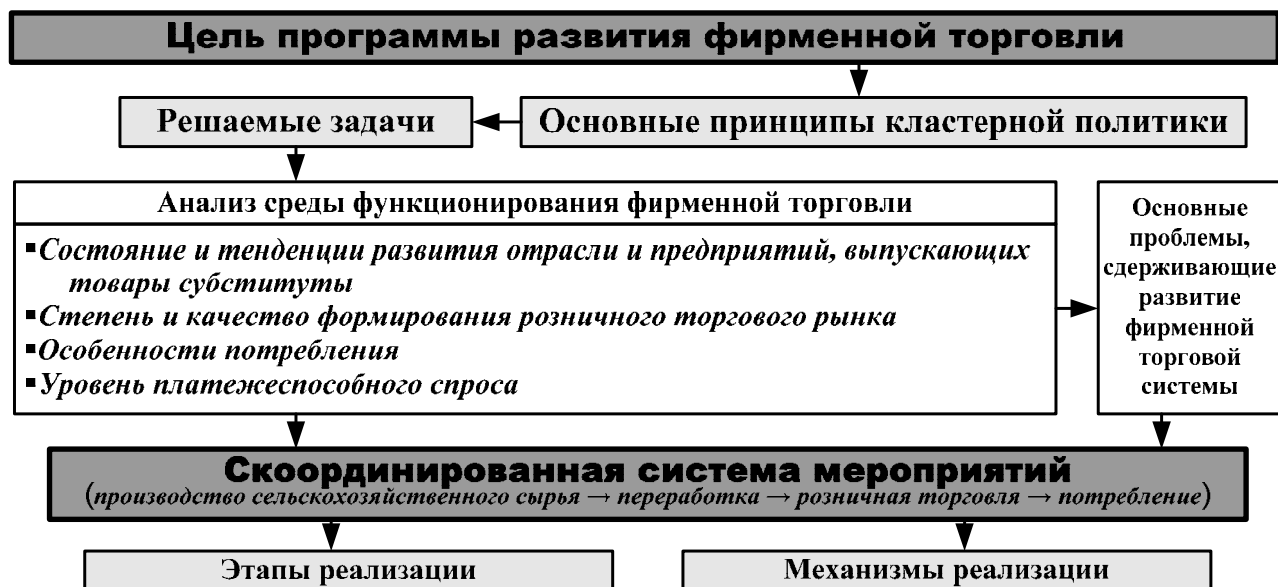 Цель программы развития фирменной торговли
Решаемые задачи
Основные принципы кластерной политики
Анализ среды функционирования фирменной торговли
▪Состояние и тенденции развития отрасли и предприятий, выпускающих
товары субституты
▪Степень и качество формирования розничного торгового рынка
▪Особенности потребления
▪Уровень платежеспособного спроса
Основные
проблемы,
сдерживающие
развитие
фирменной
торговой
системы
Скоординированная система мероприятий
(производство сельскохозяйственного сырья → переработка → розничная торговля → потребление)
Этапы реализации
Механизмы реализации